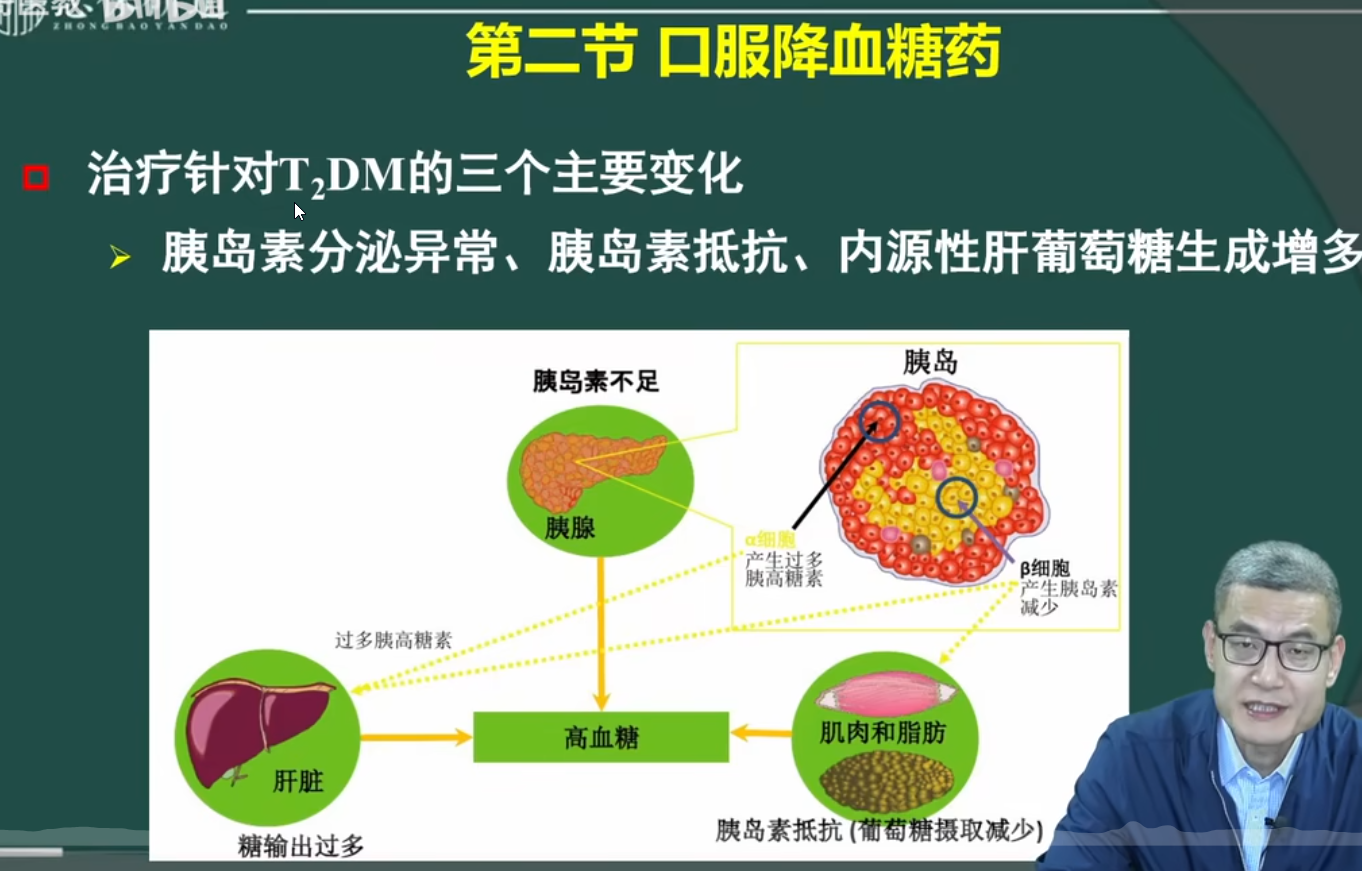 ZHONGBAOYANDAO
第二节 口服降血糖药
治疗针对T₂DM的三个主要变化
胰岛素分泌异常、胰岛素抵抗、内源性肝葡萄糖生成增多
胰岛
胰岛素不足
胰腺
α细胞
产生过多
胰高糖素
β细胞
产生胰岛素
减少
过多胰高糖素
高血糖
肌肉和脂肪
肝脏
胰岛素抵抗 (葡萄糖摄取减少)
糖输出过多